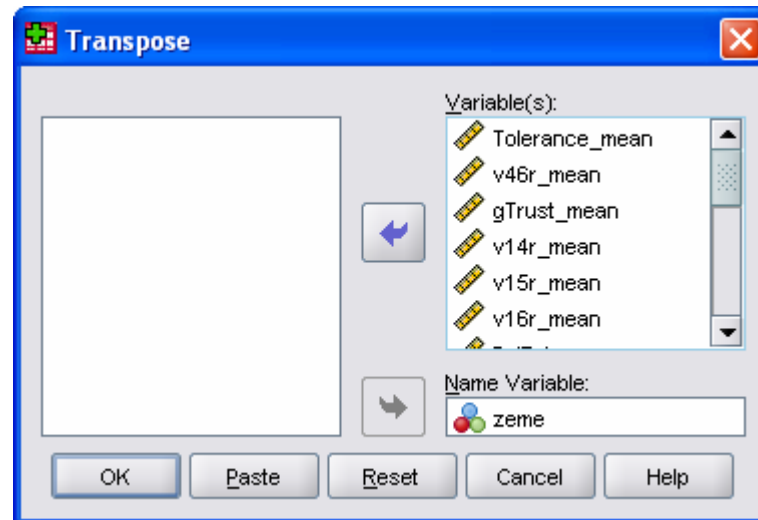 Transpose
Variable(s):
Tolerance_mean
v46r_mean
gTrust_mean
v14r_mean
v15r_mean
v16r_mean
Name Variable:
zeme
OK
Paste
Reset
Cancel
Help